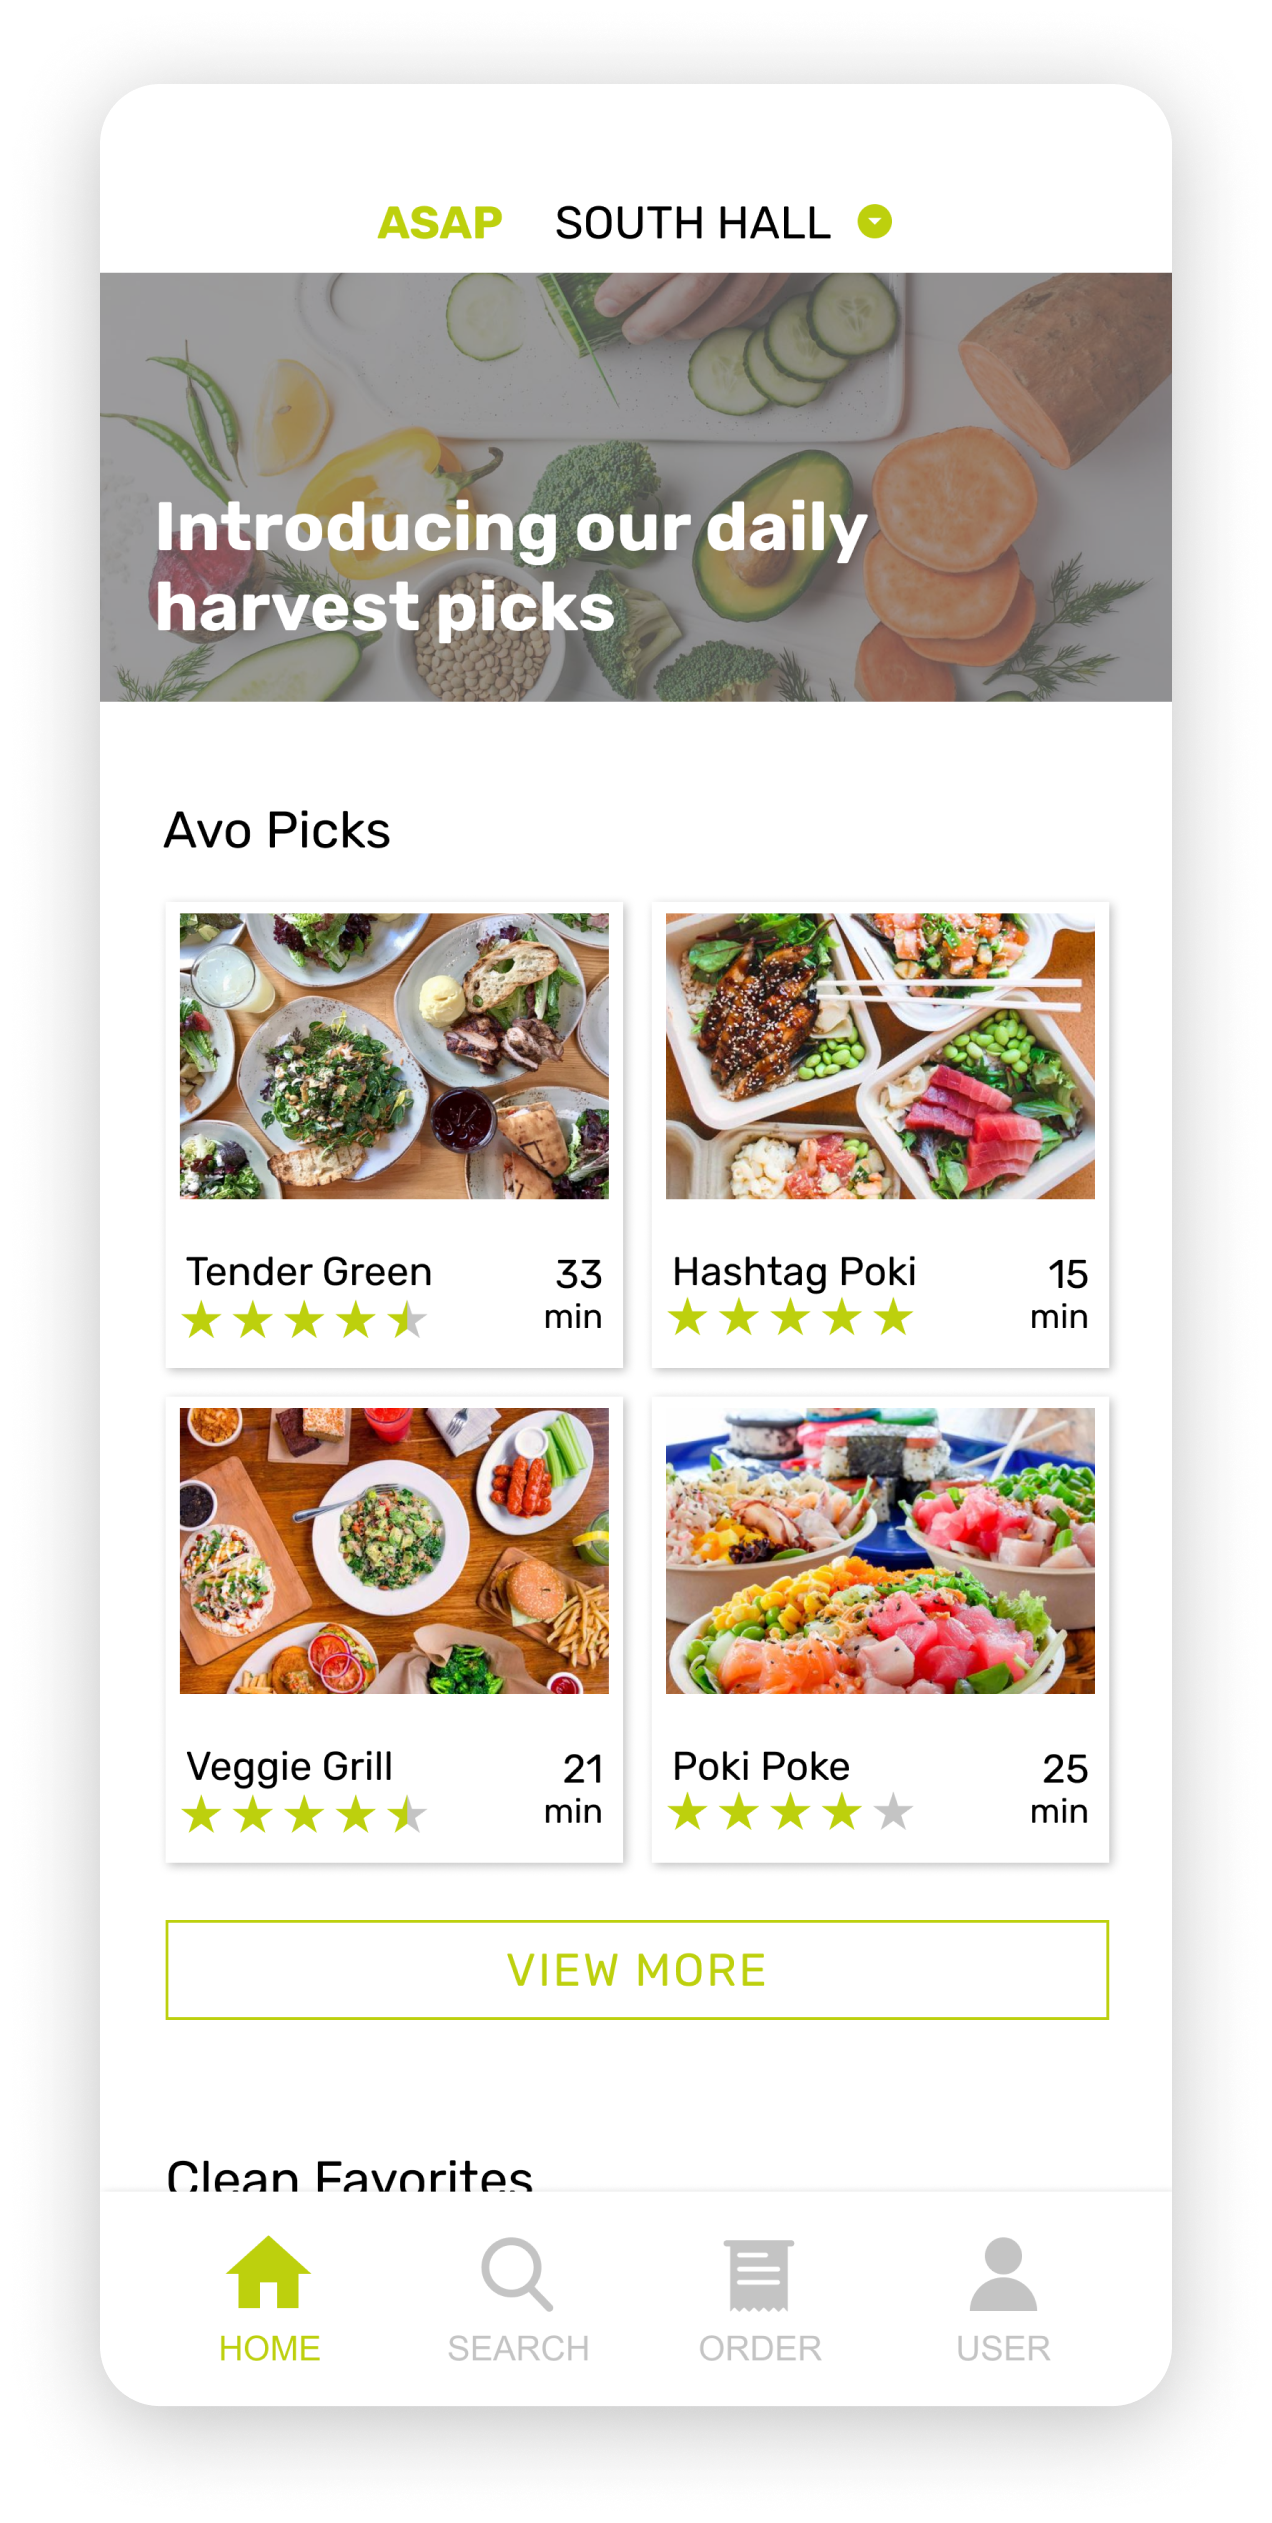 ASAP SOUTH HALL
Introducing our daily
harvest picks
Avo Picks
Tender Green
33
min
Hashtag Poki
15
min
Veggie Grill
21
min
Poki Poke
25
min
VIEW MORE
Clean Favorites
HOME
SEARCH
ORDER
USER